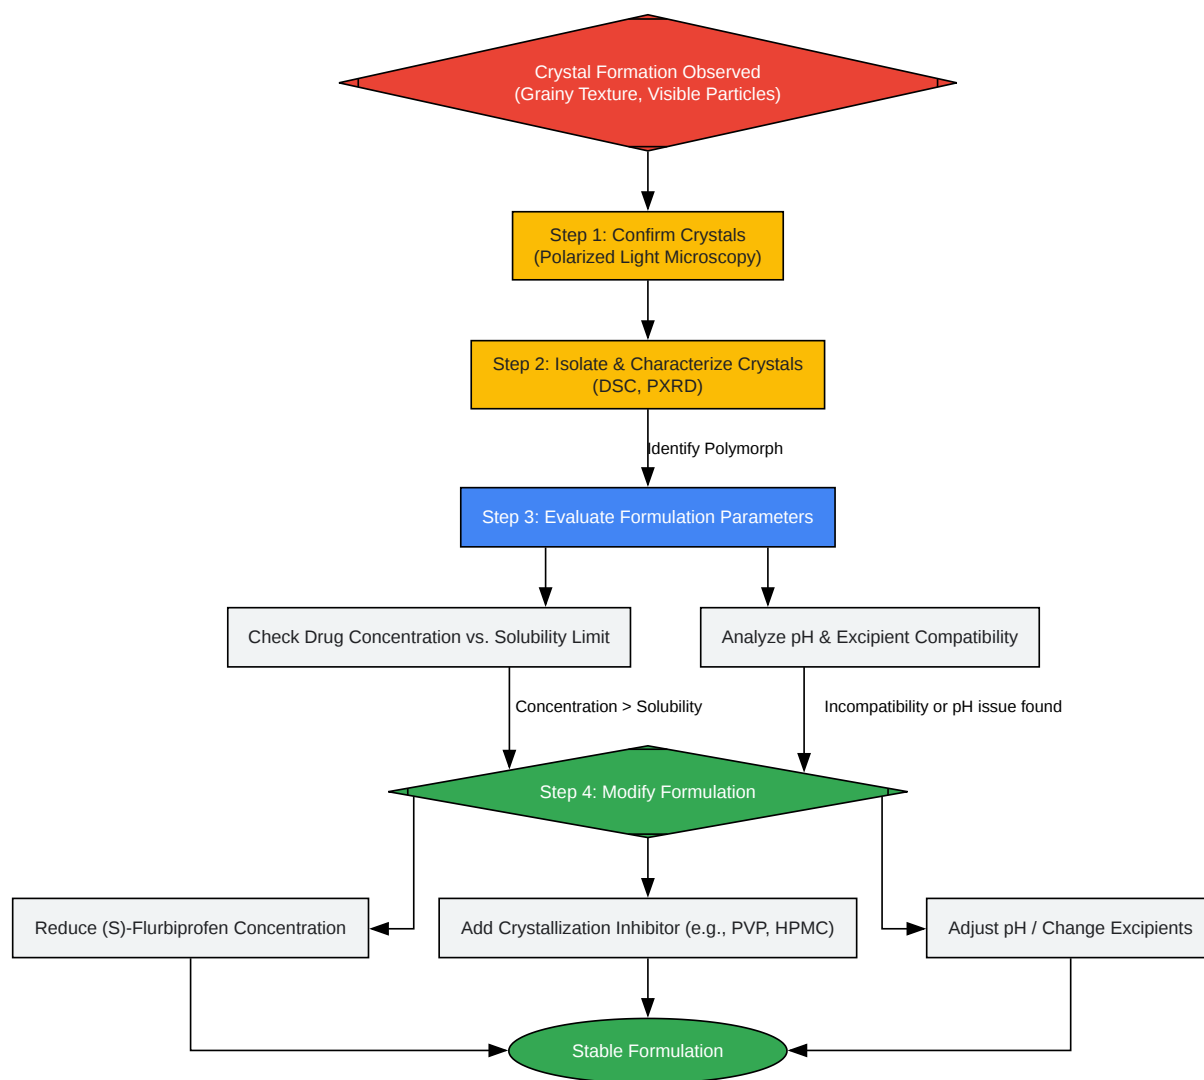 Crystal Formation Observed
(Grainy Texture, Visible Particles)
Step 1: Confirm Crystals
(Polarized Light Microscopy)
Step 2: Isolate & Characterize Crystals
(DSC, PXRD)
Identify Polymorph
Step 3: Evaluate Formulation Parameters
Check Drug Concentration vs. Solubility Limit
Analyze pH & Excipient Compatibility
Concentration > Solubility
Incompatibility or pH issue found
Step 4: Modify Formulation
Reduce (S)-Flurbiprofen Concentration
Add Crystallization Inhibitor (e.g., PVP, HPMC)
Adjust pH / Change Excipients
Stable Formulation